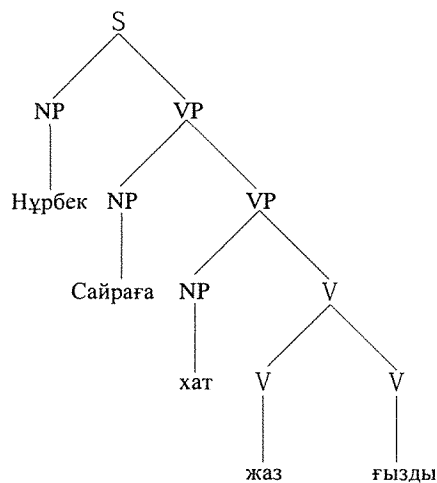 S
NP VP
Нұрбек NP VP
Сайраға NP V
хат V V
жаз ғызды